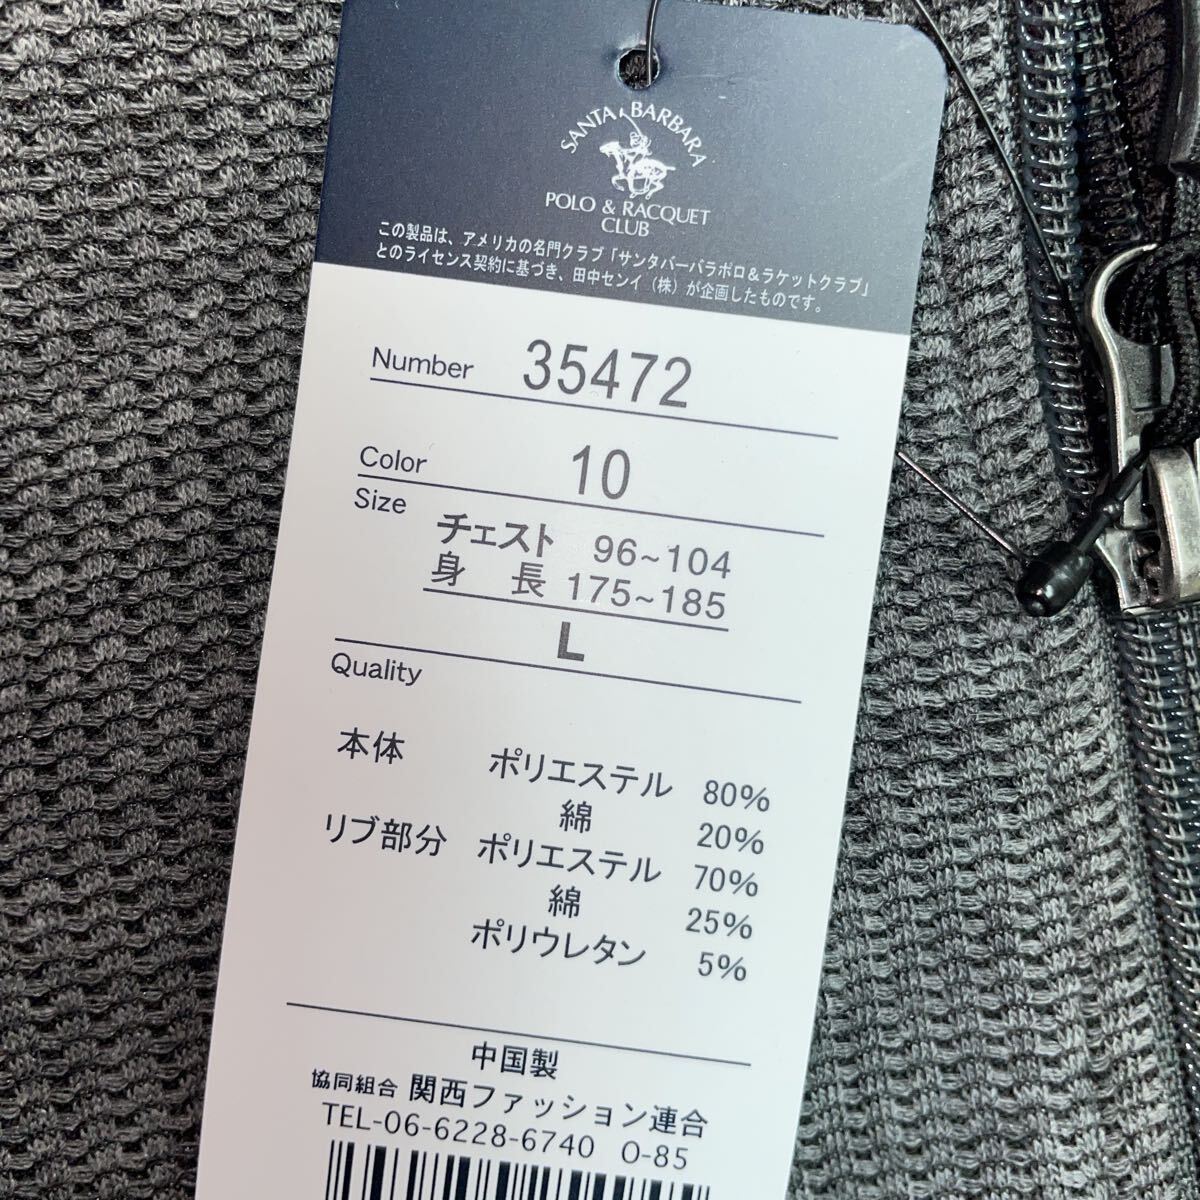 SANTA BARBARA
POLO & RACQUET
CLUB
この製品は、アメリカの名門クラブ「サンタバーバラポロ&ラケットクラブ」
とのライセンス契約に基づき、田中センイ（株）が企画したものです。
Number 35472
Color 10
Size
チェスト 96~104
身 長 175~185
L
Quality
本体 ポリエステル 80%
綿 20%
リブ部分 ポリエステル 70%
綿 25%
ポリウレタン 5%
中国製
協同組合 関西ファッション連合
TEL-06-6228-6740 O-85